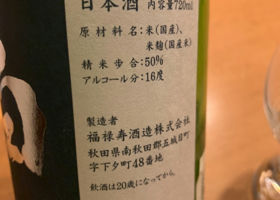 日本酒 内容量720ml
原材料名:米(国産)、
米麹(国産米)
精米歩合:50%
アルコール分:16度
製造者
福禄寿酒造株式会社
秋田県南秋田郡五城目町
字下夕町48番地
飲酒は20歳になってから。